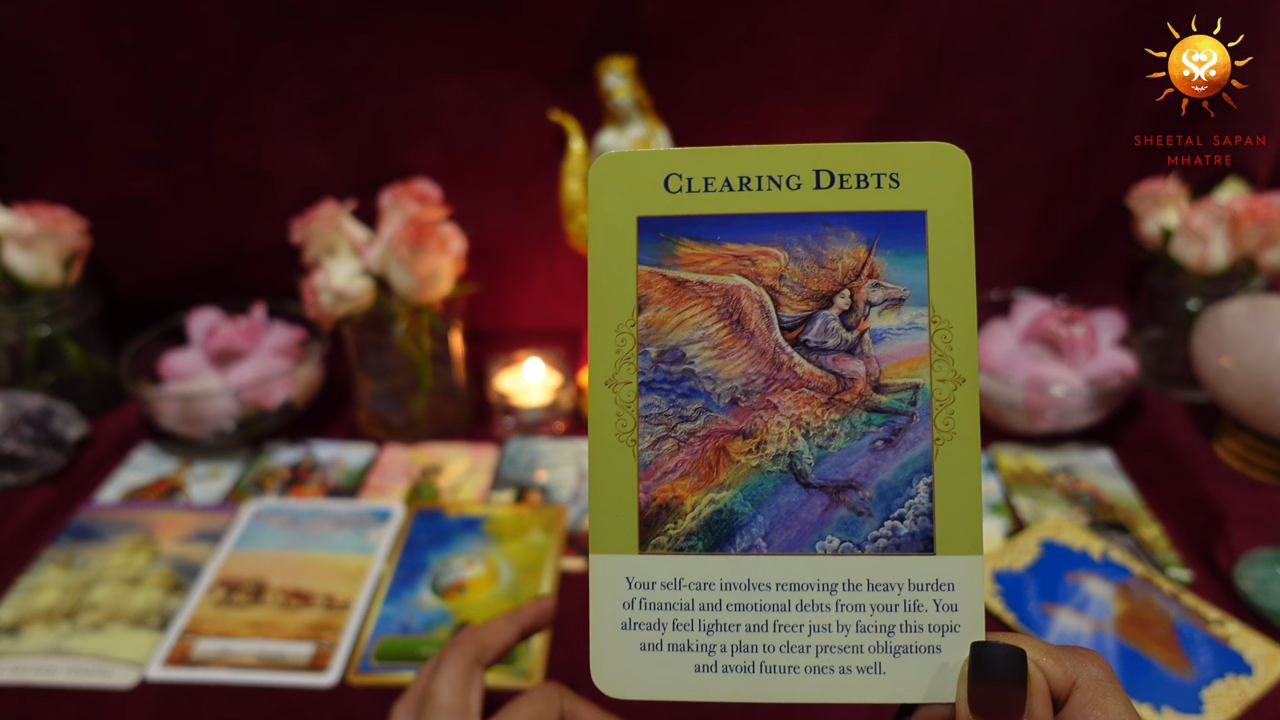 SHEETAL SAPAN
MHATRE
CLEARING DEBTS
Your self-care involves removing the heavy burden
of financial and emotional debts from your life. You
already feel lighter and freer just by facing this topic
and making a plan to clear present obligations
and avoid future ones as well.